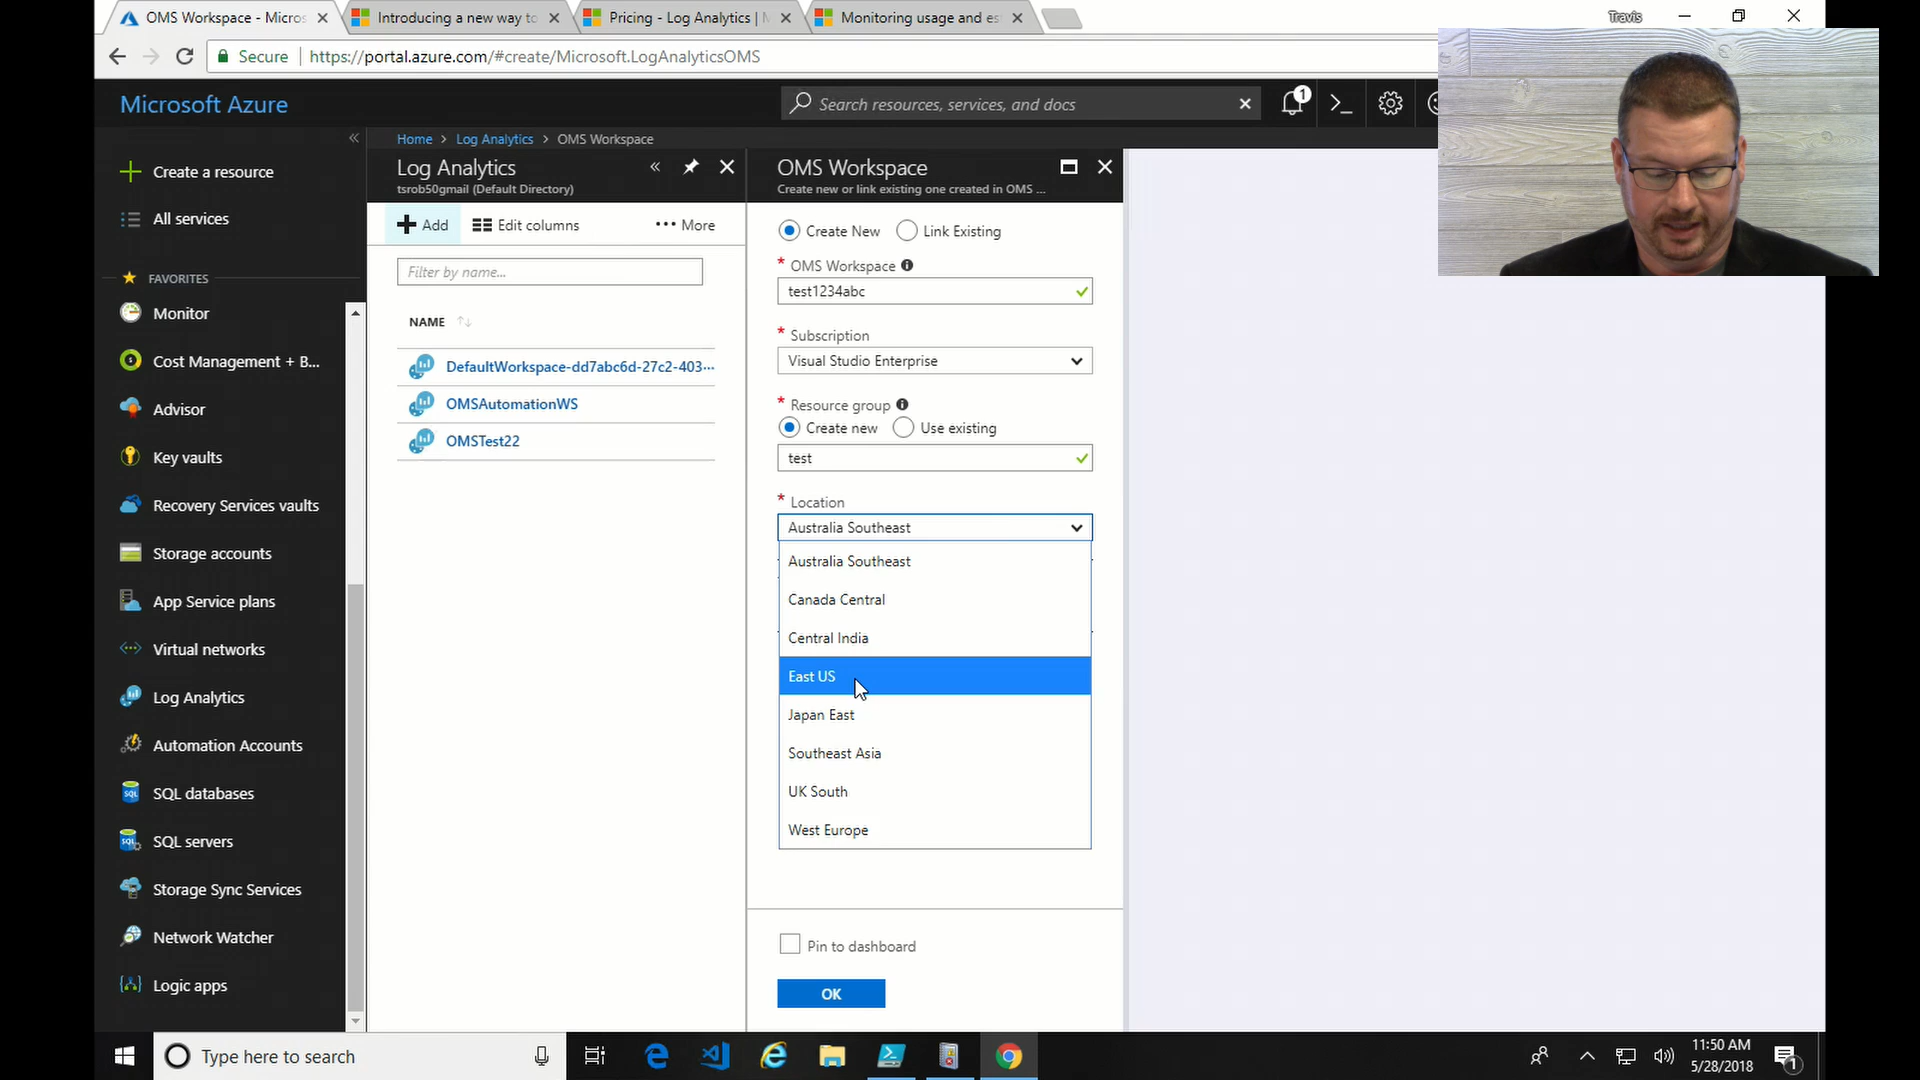 OMS Workspace - Micros
Introducing a new way to
Pricing - Log Analytics | M
Monitoring usage and es
Travis
Secure
https://portal.azure.com/#create/Microsoft.LogAnalyticsOMS
Microsoft Azure
Search resources, services, and docs
1
Home > Log Analytics > OMS Workspace
Create a resource
All services
FAVORITES
Monitor
Cost Management + B...
Advisor
Key vaults
Recovery Services vaults
Storage accounts
App Service plans
Virtual networks
Log Analytics
Automation Accounts
SQL databases
SQL servers
Storage Sync Services
Network Watcher
Logic apps
Log Analytics
tsrob50gmail (Default Directory)
Add
Edit columns
More
Filter by name...
NAME
DefaultWorkspace-dd7abc6d-27c2-403...
OMSAutomationWS
OMSTest22
OMS Workspace
Create new or link existing one created in OMS ...
Create New
Link Existing
* OMS Workspace
test1234abc
* Subscription
Visual Studio Enterprise
* Resource group
Create new
Use existing
test
* Location
Australia Southeast
Australia Southeast
Canada Central
Central India
East US
Japan East
Southeast Asia
UK South
West Europe
Pin to dashboard
OK
Type here to search
11:50 AM
5/28/2018
1